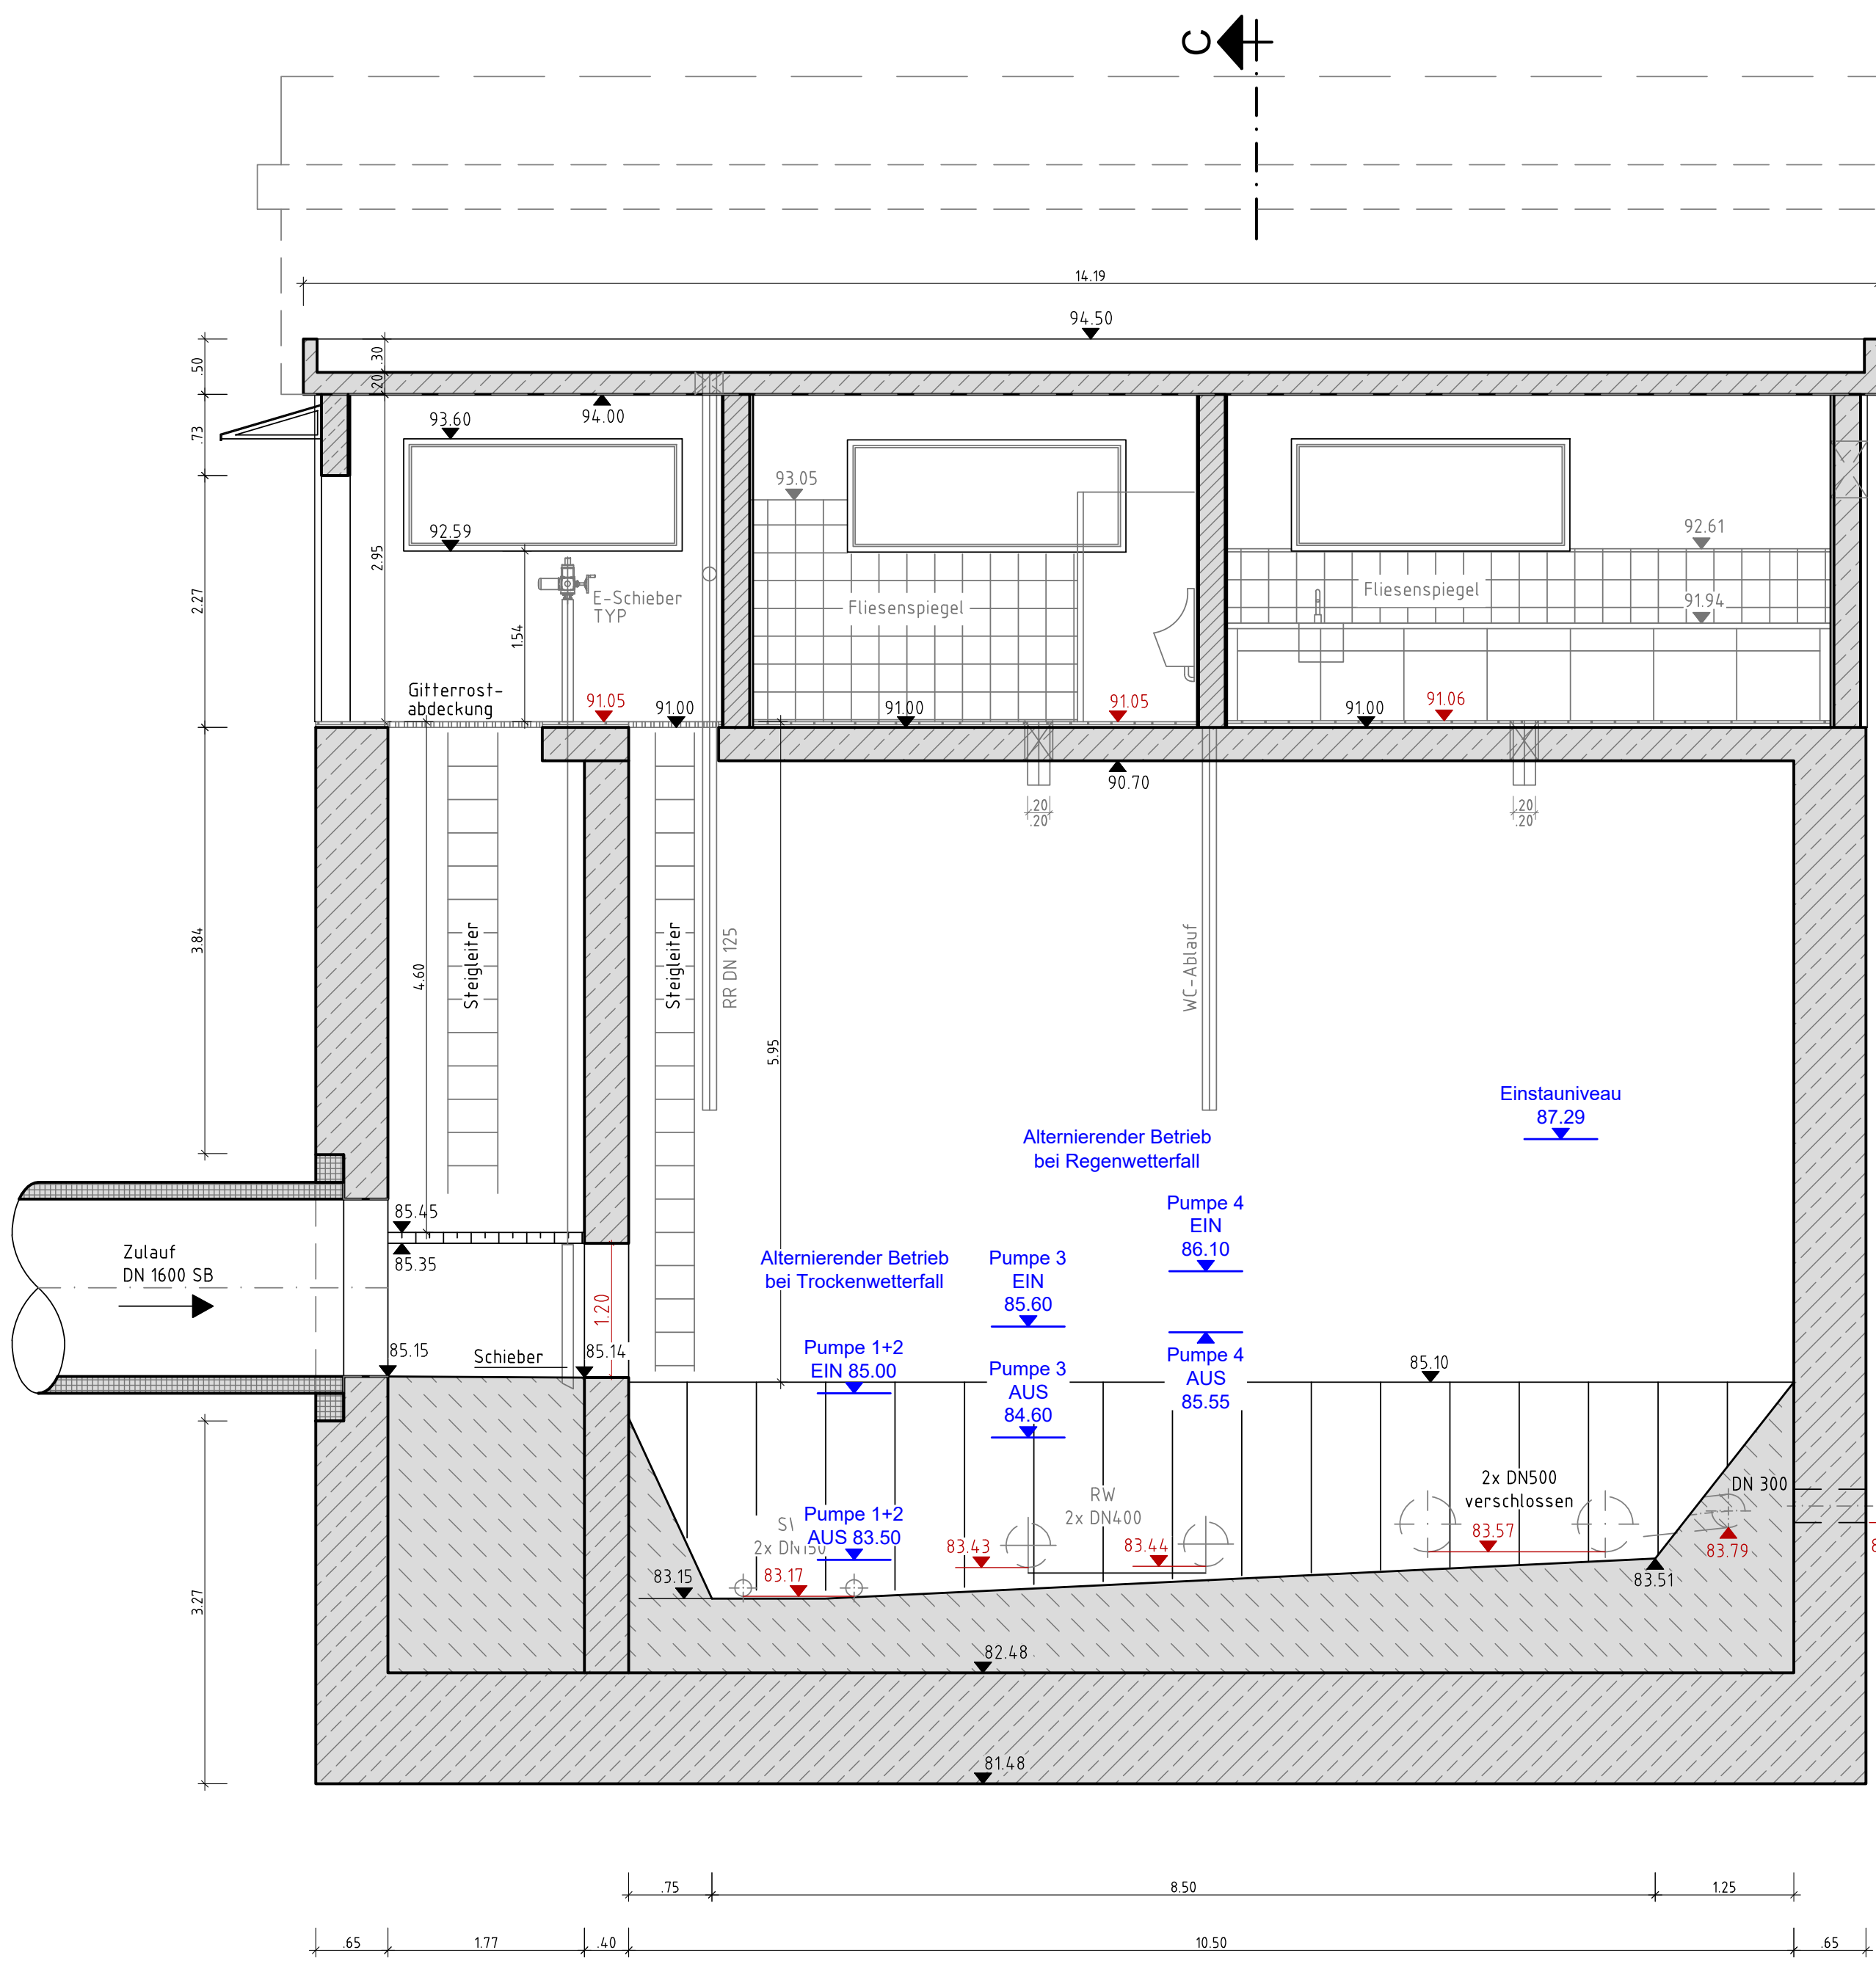 C
14.19
94.50
.50
.30
.20
94.00
93.60
.73
93.05
92.59
2.95
92.61
E-Schieber
TYP
Fliesenspiegel
Fliesenspiegel
91.94
2.27
1.54
Gitterrost-
abdeckung
91.05
91.00
91.00
91.05
91.00
91.06
90.70
.20
.20
.20
.20
3.84
4.60
Steigleiter
Steigleiter
RR DN 125
WC-Ablauf
5.95
Einstauniveau
87.29
Alternierender Betrieb
bei Regenwetterfall
Pumpe 4
EIN
86.10
85.45
85.35
Zulauf
DN 1600 SB
Alternierender Betrieb
bei Trockenwetterfall
Pumpe 3
EIN
85.60
1.20
85.15
Schieber
85.14
Pumpe 1+2
EIN 85.00
Pumpe 3
AUS
84.60
Pumpe 4
AUS
85.55
85.10
2x DN500
verschlossen
DN 300
RW
2x DN400
Pumpe 1+2
AUS 83.50
2x DN150
83.43
83.44
83.57
83.79
83.15
83.17
83.51
3.27
82.48
81.48
.75
8.50
1.25
.65
1.77
.40
10.50
.65